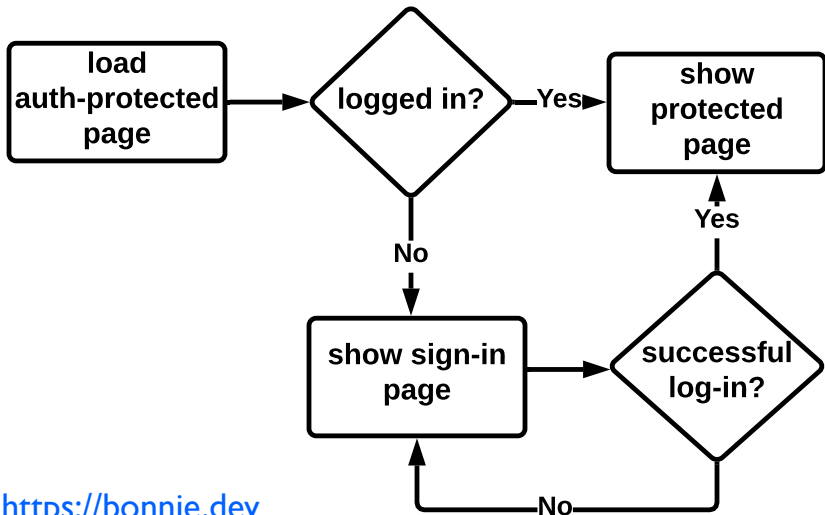 load
auth-protected
page
logged in?
Yes
show
protected
page
No
Yes
show sign-in
page
successful
log-in?
No
https://bonnie.dev